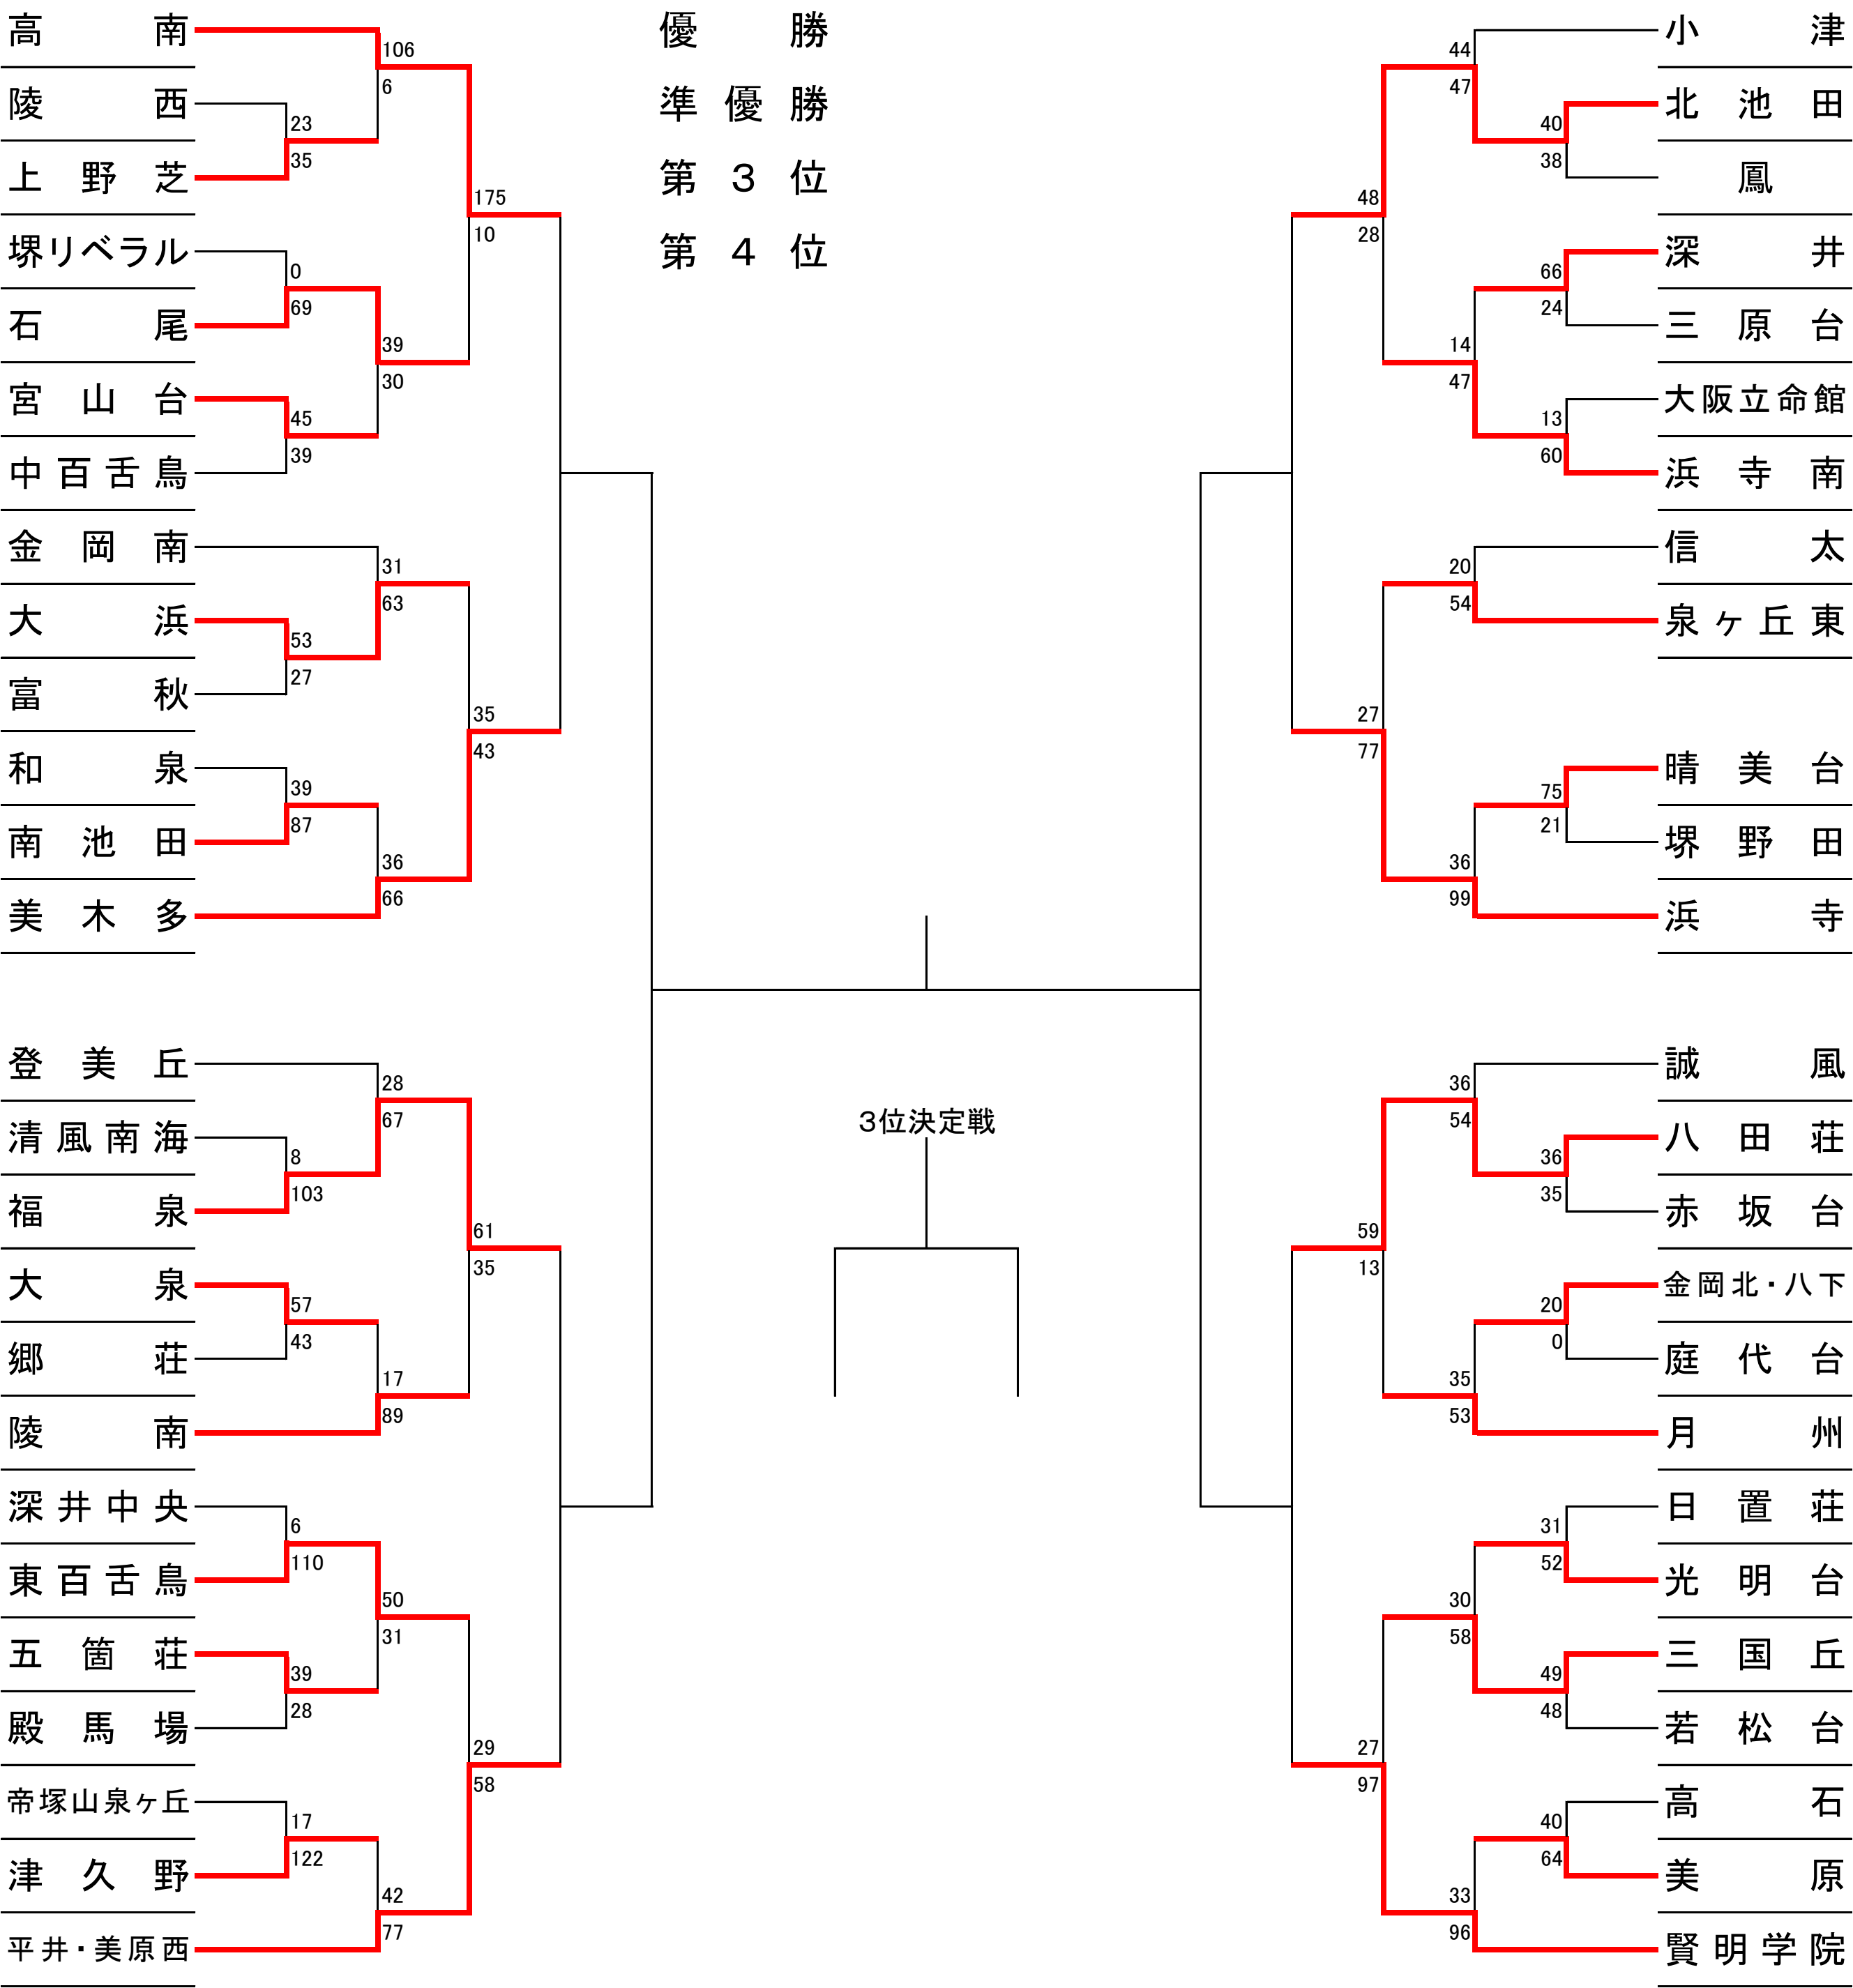 高南
陵西
上野芝
堺リベラル
石尾
宮山台
中百舌鳥
金岡南
大浜
富秋
和泉
南池田
美木多
登美丘
清風南海
福泉
大泉
郷荘
陵南
深井中央
東百舌鳥
五箇荘
殿馬場
帝塚山泉ヶ丘
津久野
平井・美原西
23
35
0
69
45
39
53
27
39
87
8
103
57
43
6
110
39
28
17
122
106
6
39
30
31
63
36
66
28
67
17
89
50
31
42
77
175
10
35
43
61
35
29
58
優勝
準優勝
第3位
第4位
3位決定戦
48
28
27
77
59
13
27
97
44
47
14
47
20
54
36
99
36
54
35
53
30
58
33
96
40
38
66
24
13
60
75
21
36
35
20
0
31
52
49
48
40
64
小津
北池田
鳳
深井
三原台
大阪立命館
浜寺南
信太
泉ヶ丘東
晴美台
堺野田
浜寺
誠風
八田荘
赤坂台
金岡北・八下
庭代台
月州
日置荘
光明台
三国丘
若松台
高石
美原
賢明学院